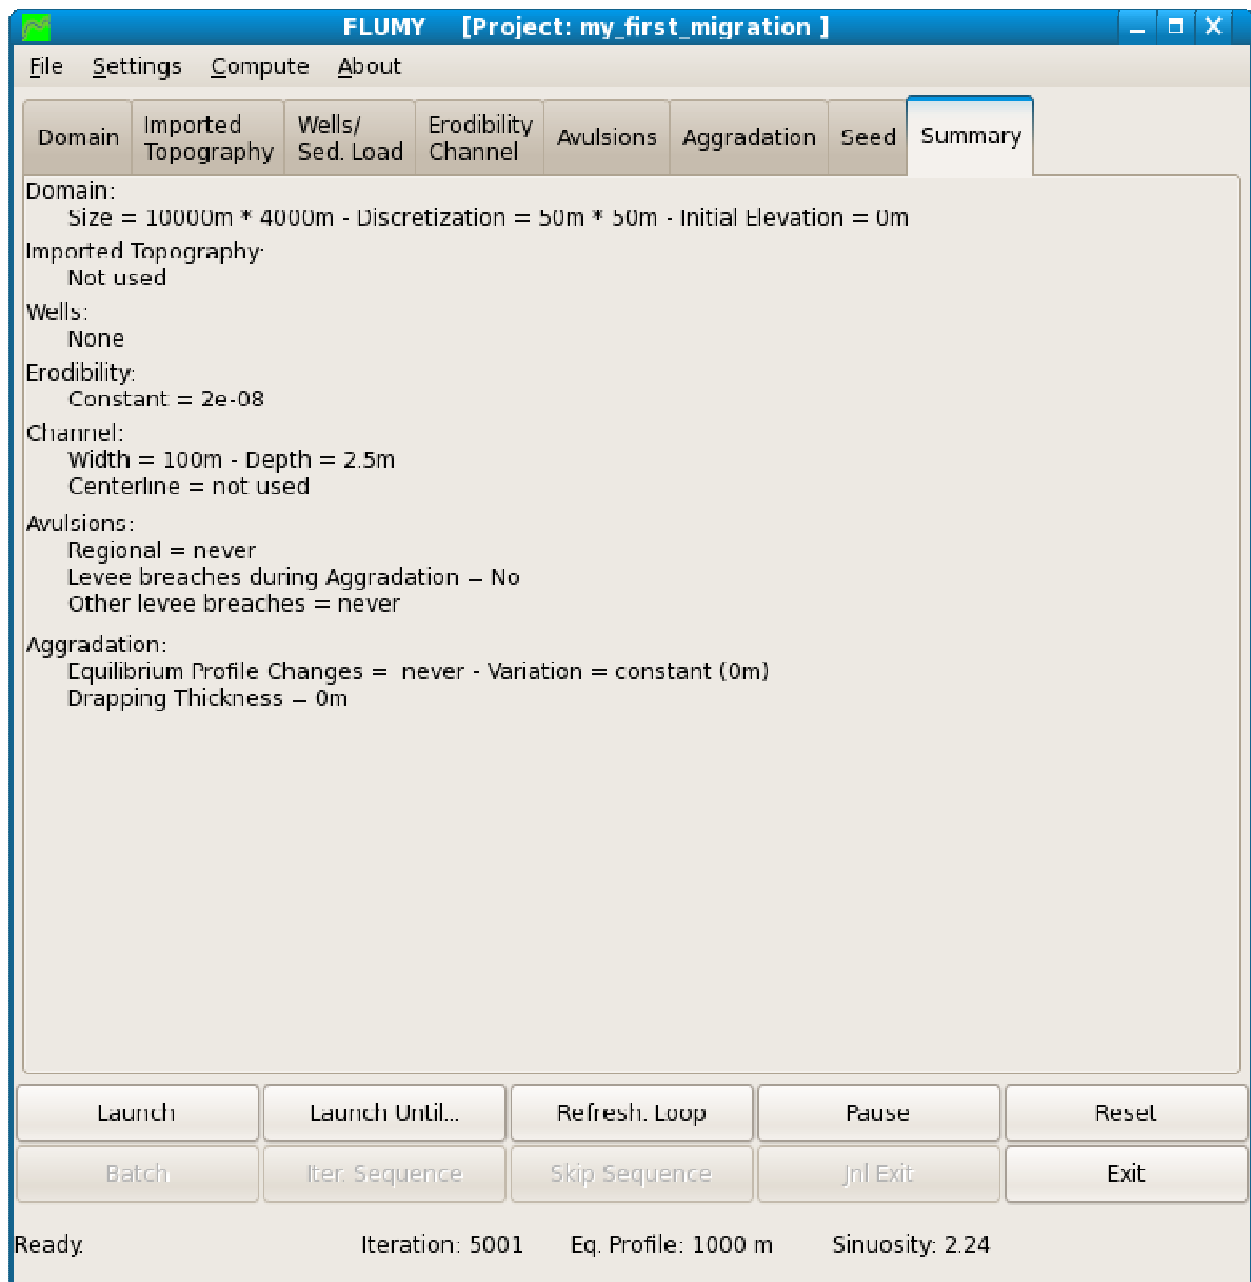 FLUMY [Project: my_first_migration ]
File Settings Compute About
Domain
Imported
Topography
Wells/
Sed. Load
Erodibility
Channel
Avulsions
Aggradation
Seed
Summary
Domain:
Size = 10000m * 4000m - Discretization = 50m * 50m - Initial Elevation = 0m
Imported Topography:
Not used
Wells:
None
Erodibility:
Constant = 2e-08
Channel:
Width = 100m - Depth = 2.5m
Centerline = not used
Avulsions:
Regional = never
Levee breaches during Aggradation = No
Other levee breaches = never
Aggradation:
Equilibrium Profile Changes =  never - Variation = constant (0m)
Drapping Thickness = 0m
Launch Launch Until... Refresh. Loop Pause Reset
Batch Iter. Sequence Skip Sequence Jnl Exit Exit
Ready. Iteration: 5001 Eq. Profile: 1000 m Sinuosity: 2.24